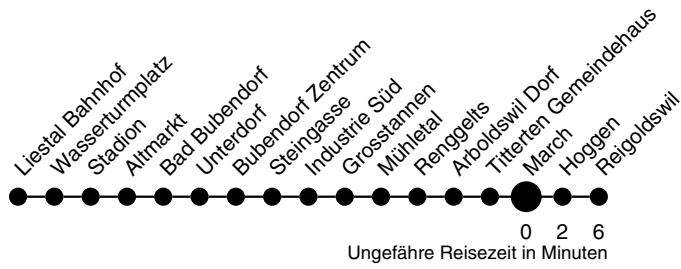 Liestal Bahnhof
Wasserturmplatz
Stadion
Altmarkt
Bad Bubendorf
Unterdorf
Bubendorf Zentrum
Steingasse
Industrie Süd
Grosstannen
Mühletal
Renggelts
Arboldswil Dorf
Titterten Gemeindehaus
March
Hoggen
Reigoldswil
0 2 6
Ungefähre Reisezeit in Minuten